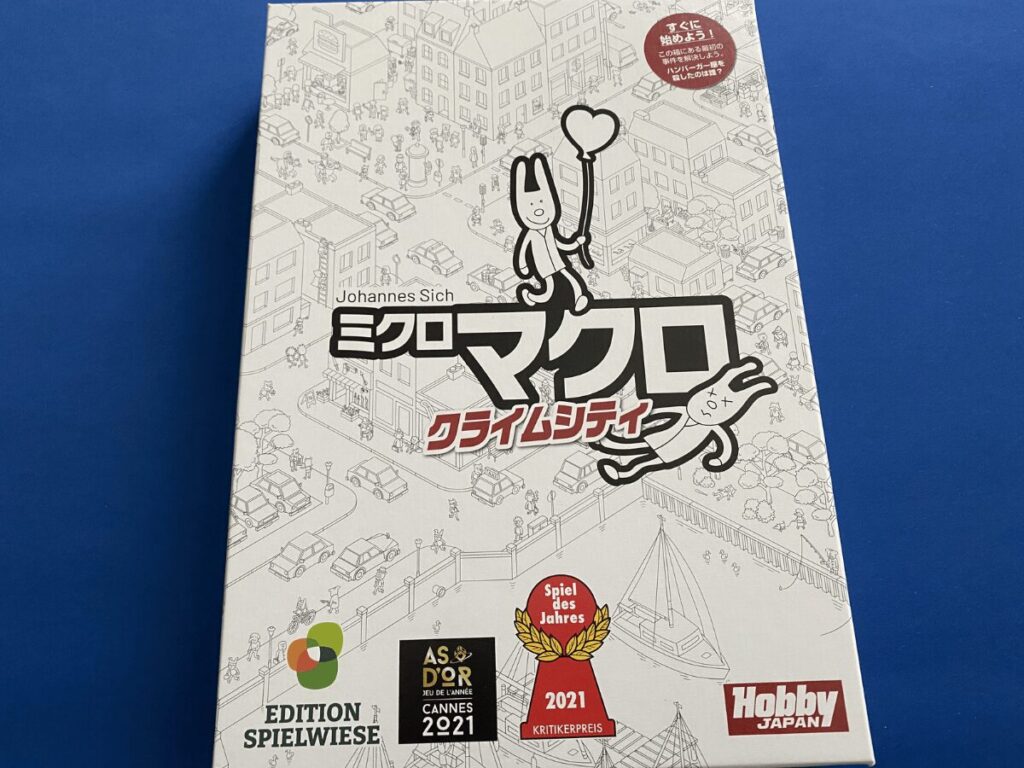 すぐに
始めよう！
この箱にある最初の
事件を解決しよう。
ハンバーガー屋を
殺したのは誰？
Johannes Sich
ミクロマクロ
クライムシティ
Spiel
des
Jahres
2021
KRITIKERPREIS
AS
D'OR
JEU DE L'ANNÉE
CANNES
2021
EDITION
SPIELWIESE
Hobby
JAPAN